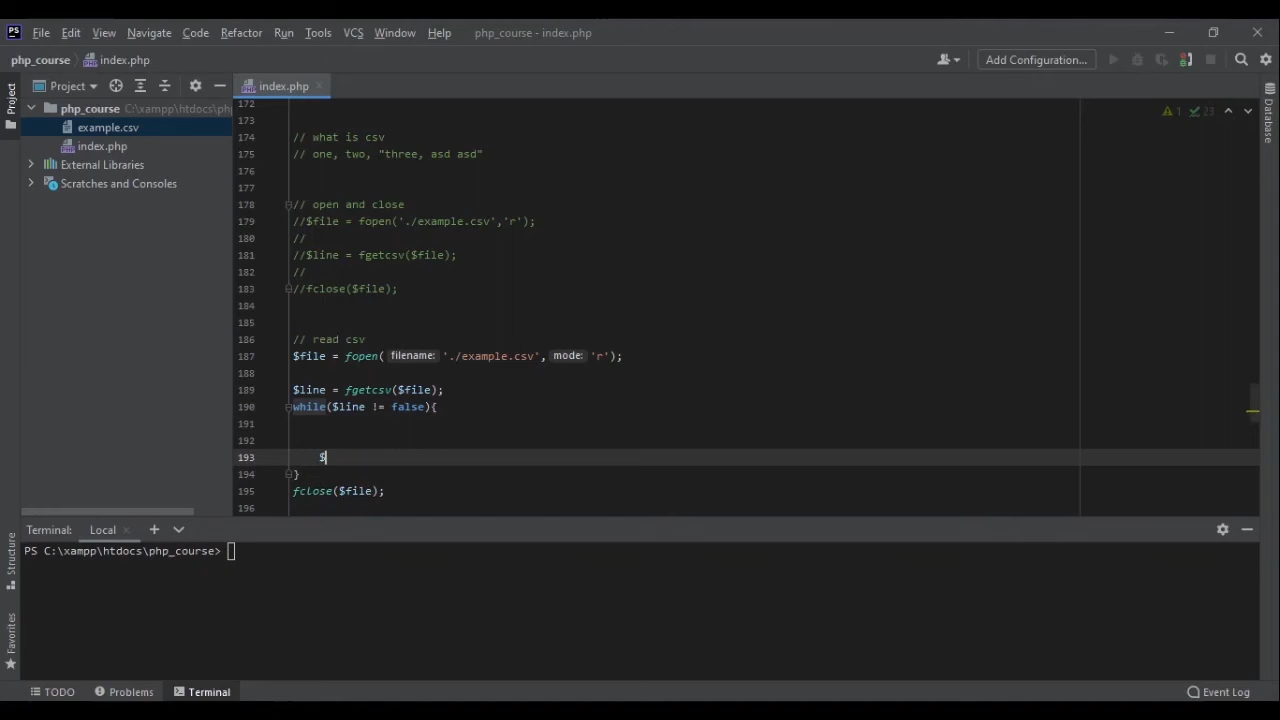 PS File Edit View Navigate Code Refactor Run Tools VCS Window Help php_course - index.php
php_course index.php Add Configuration...
Project Project index.php
php_course C:\xampp\htdocs\php
example.csv
index.php
External Libraries
Scratches and Consoles
1 23
Database
172
173
174 // what is csv
175 // one, two, "three, asd asd"
176
177
178 // open and close
179 //$file = fopen('./example.csv','r');
180 //
181 //$line = fgetcsv($file);
182 //
183 //fclose($file);
184
185
186 // read csv
187 $file = fopen( filename: './example.csv', mode: 'r');
188
189 $line = fgetcsv($file);
190 while($line != false){
191
192
193 $
194 }
195 fclose($file);
196
Terminal: Local
PS C:\xampp\htdocs\php_course>
Structure
Favorites
TODO Problems Terminal Event Log